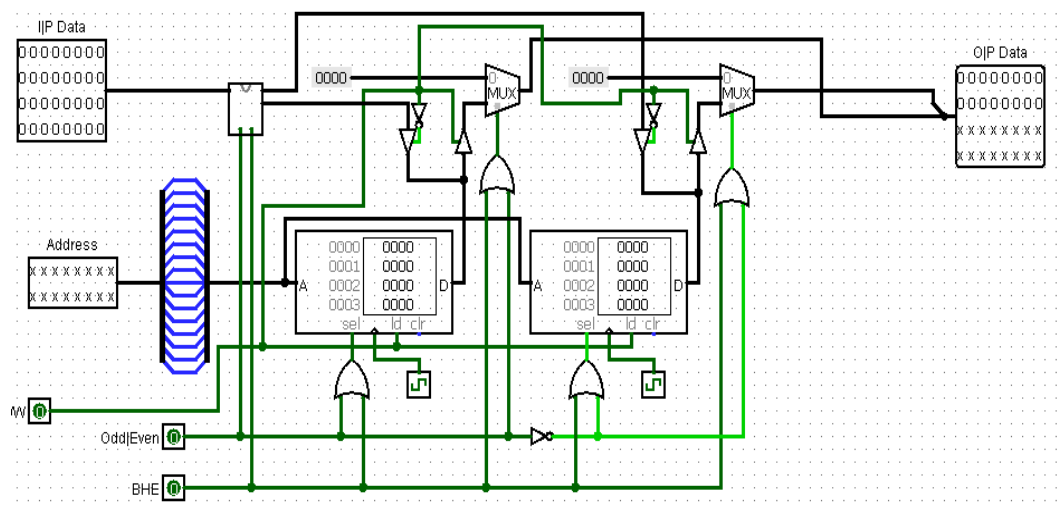 I|P Data
00000000
00000000
00000000
00000000
0000
0
MUX
0000
0
MUX
O|P Data
00000000
00000000
xxxxxxxx
xxxxxxxx
Address
xxxxxxxx
xxxxxxxx
A
0000 0000
0001 0000
0002 0000
0003 0000
D
sel ld clr
A
0000 0000
0001 0000
0002 0000
0003 0000
D
sel ld clr
0
Odd|Even 0
BHE 0